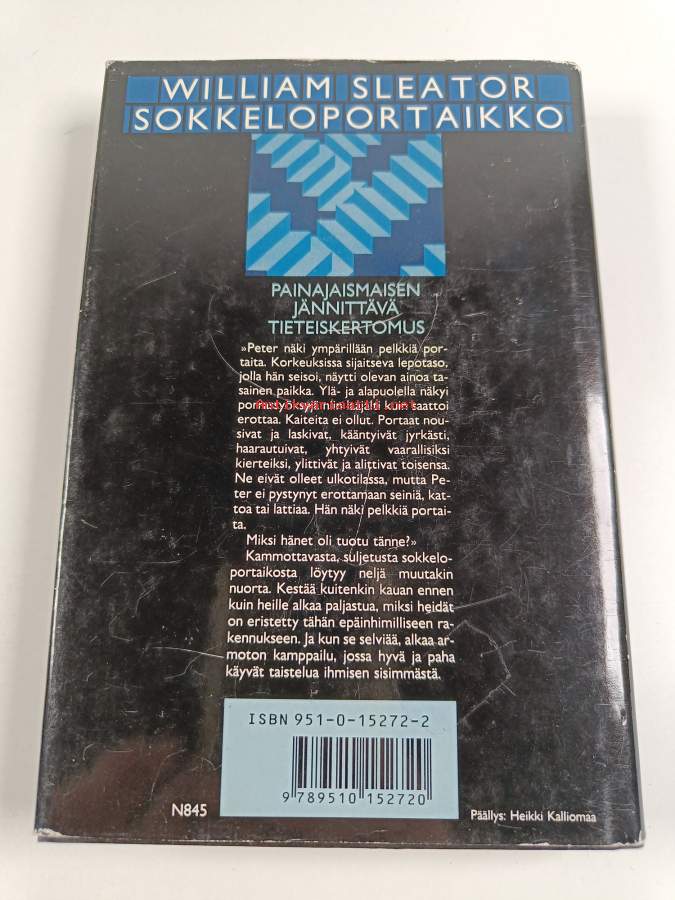 WILLIAM SLEATOR
SOKKELOPORTAIKKO
PAINAJAISMAISEN
JÄNNITTÄVÄ
TIETEISKERTOMUS
»Peter näki ympärillään pelkkiä por-
taita. Korkeuksissa sijaitseva lepotaso,
jolla hän seisoi, näytti olevan ainoa ta-
sainen paikka. Ylä- ja alapuolella näkyi
niin kuin saattoi
erottaa. Kaiteita ei ollut. Portaat nou-
sivat ja laskivat, kääntyivät jyrkästi,
haarautuivat, yhtyivät vaarallisiksi
kierteiksi, ylittivät ja alittivat toisensa.
Ne eivät olleet ulkotilassa, mutta Pe-
ter ei pystynyt erottamaan seiniä, kat-
toa tai lattiaa. Hän näki pelkkiä portai-
ta.
Miksi hänet oli tuotu tänne?»
Kammottavasta, suljetusta sokkelo-
portaikosta löytyy neljä muutakin
nuorta. Kestää kuitenkin kauan ennen
kuin heille alkaa paljastua, miksi heidät
on eristetty tähän epäinhimilliseen ra-
kennukseen. Ja kun se selviää, alkaa ar-
moton kamppailu, jossa hyvä ja paha
käyvät taistelua ihmisen sisimmästä.
ISBN 951-0-15272-2
9 789510 152720
N845
Päällys: Heikki Kalliomaa